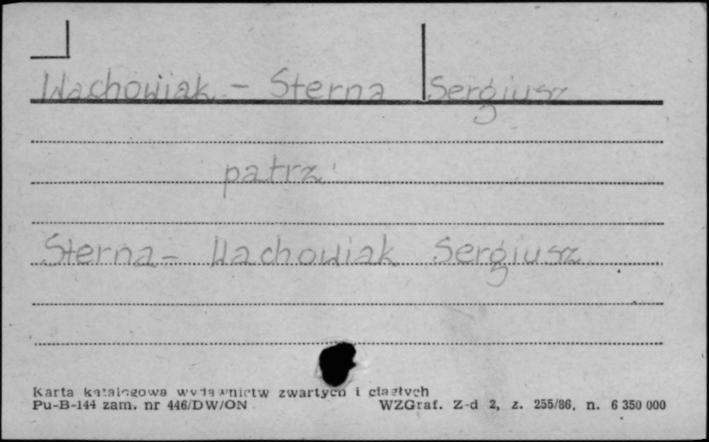 Wachowiak - Sterna Sergiusz
patrz
Sterna - Wachowiak Sergiusz
Karta katalogowa wydawnictw zwartych i ciągłych
Pu-B-144 zam. nr 446/DW/ON WZGraf. Z-d 2, z. 255/86, n. 6 350 000